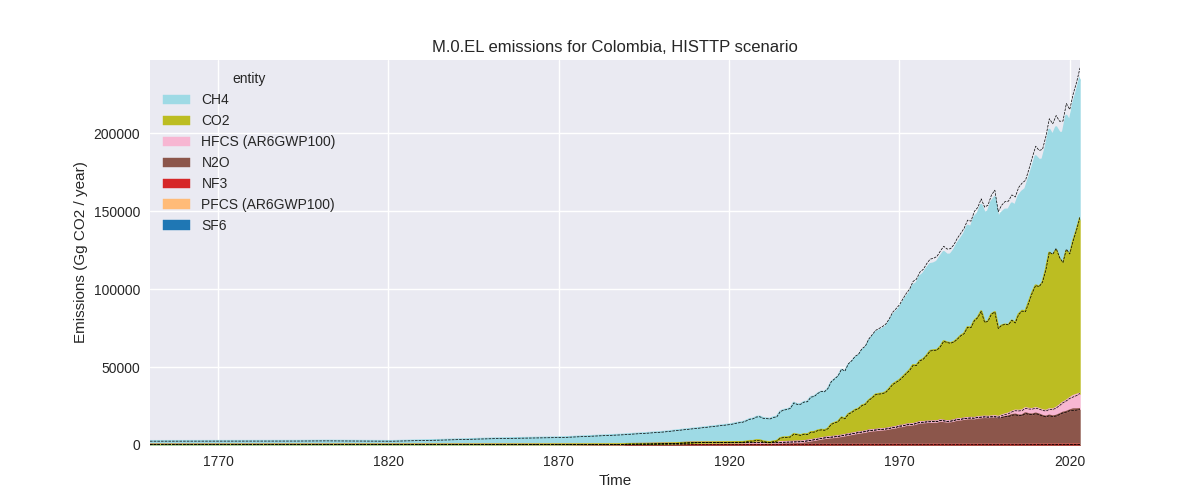 M.0.EL emissions for Colombia, HISTTP scenario
entity
CH4
CO2
HFCS (AR6GWP100)
N2O
NF3
PFCS (AR6GWP100)
SF6
Emissions (Gg CO2 / year)
200000
150000
100000
50000
0
1770
1820
1870
1920
1970
2020
Time